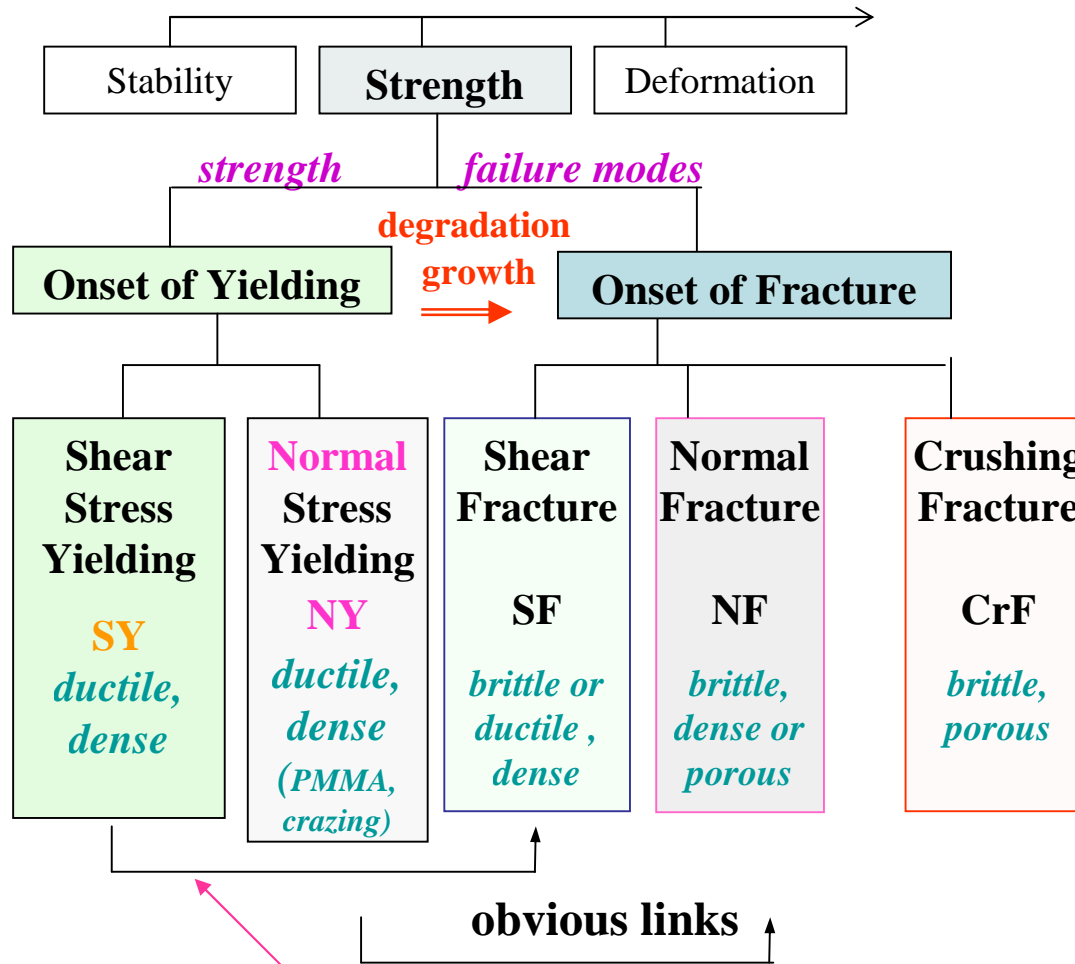 Stability
Strength
Deformation
strength failure modes
degradation
growth
Onset of Yielding
Onset of Fracture
Shear
Stress
Yielding
SY
ductile,
dense
Normal
Stress
Yielding
NY
ductile,
dense
(PMMA,
crazing)
Shear
Fracture
SF
brittle or
ductile ,
dense
Normal
Fracture
NF
brittle,
dense or
porous
Crushing
Fracture
CrF
brittle,
porous
obvious links